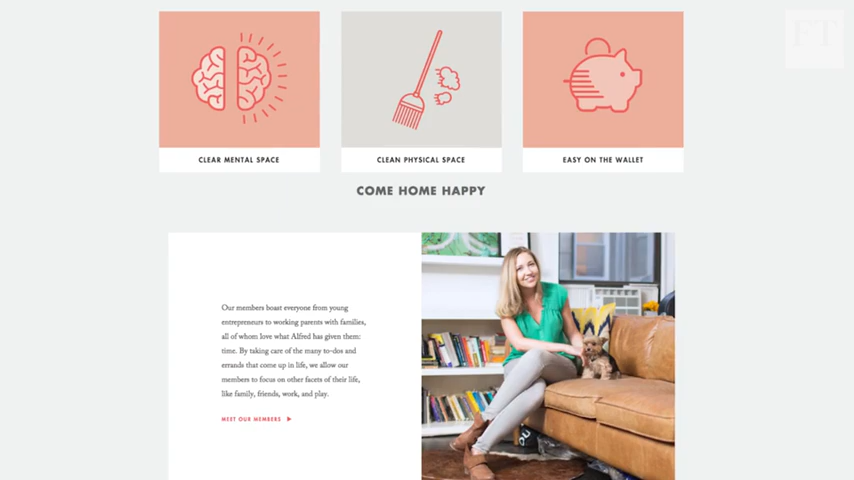 FT
CLEAR MENTAL SPACE
CLEAN PHYSICAL SPACE
EASY ON THE WALLET
COME HOME HAPPY
Our members boast everyone from young
entrepreneurs to working parents with families,
all of whom love what Alfred has given them:
time. By taking care of the many to-dos and
errands that come up in life, we allow our
members to focus on other facets of their life,
like family, friends, work, and play.
MEET OUR MEMBERS